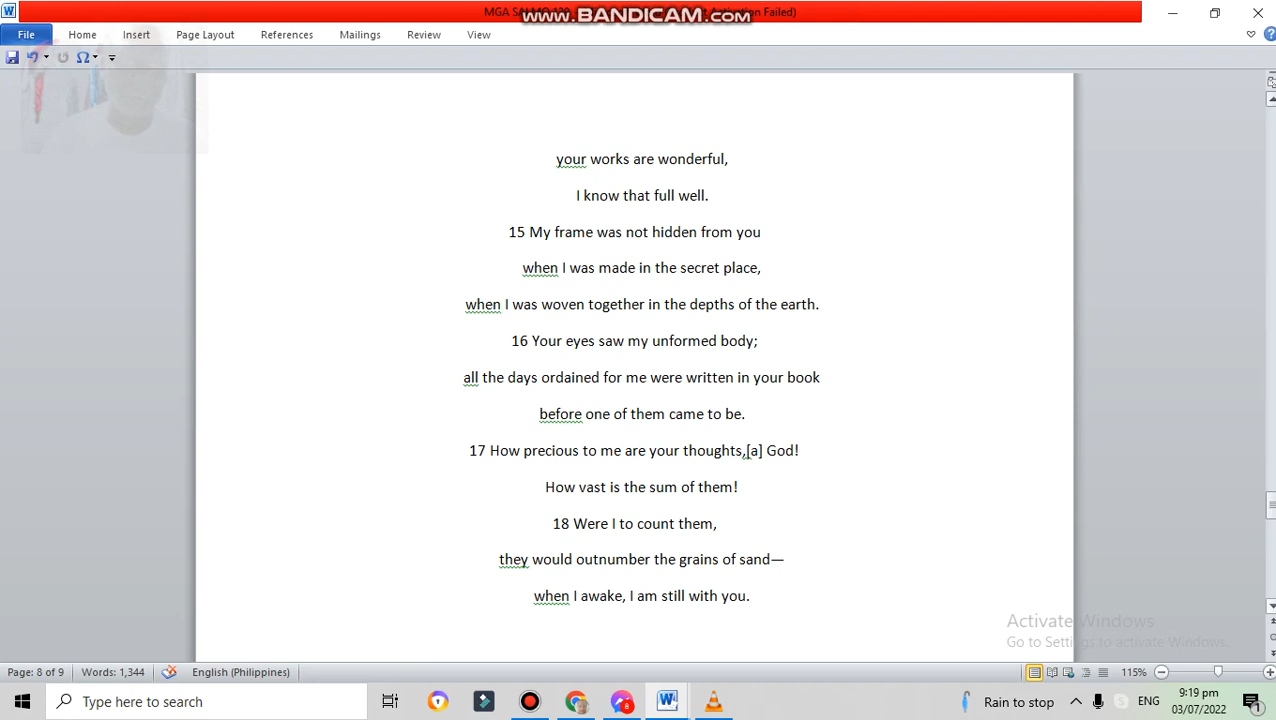 MGA SA
www.BANDICAM.com
t Activation Failed)
File Home Insert Page Layout References Mailings Review View
your works are wonderful,
I know that full well.
15 My frame was not hidden from you
when I was made in the secret place,
when I was woven together in the depths of the earth.
16 Your eyes saw my unformed body;
all the days ordained for me were written in your book
before one of them came to be.
17 How precious to me are your thoughts,[a] God!
How vast is the sum of them!
18 Were I to count them,
they would outnumber the grains of sand—
when I awake, I am still with you.
Activate Windows
Go to Settings to activate Windows.
Page: 8 of 9 Words: 1,344 English (Philippines) 115%
Type here to search Rain to stop ENG 9:19 pm
03/07/2022